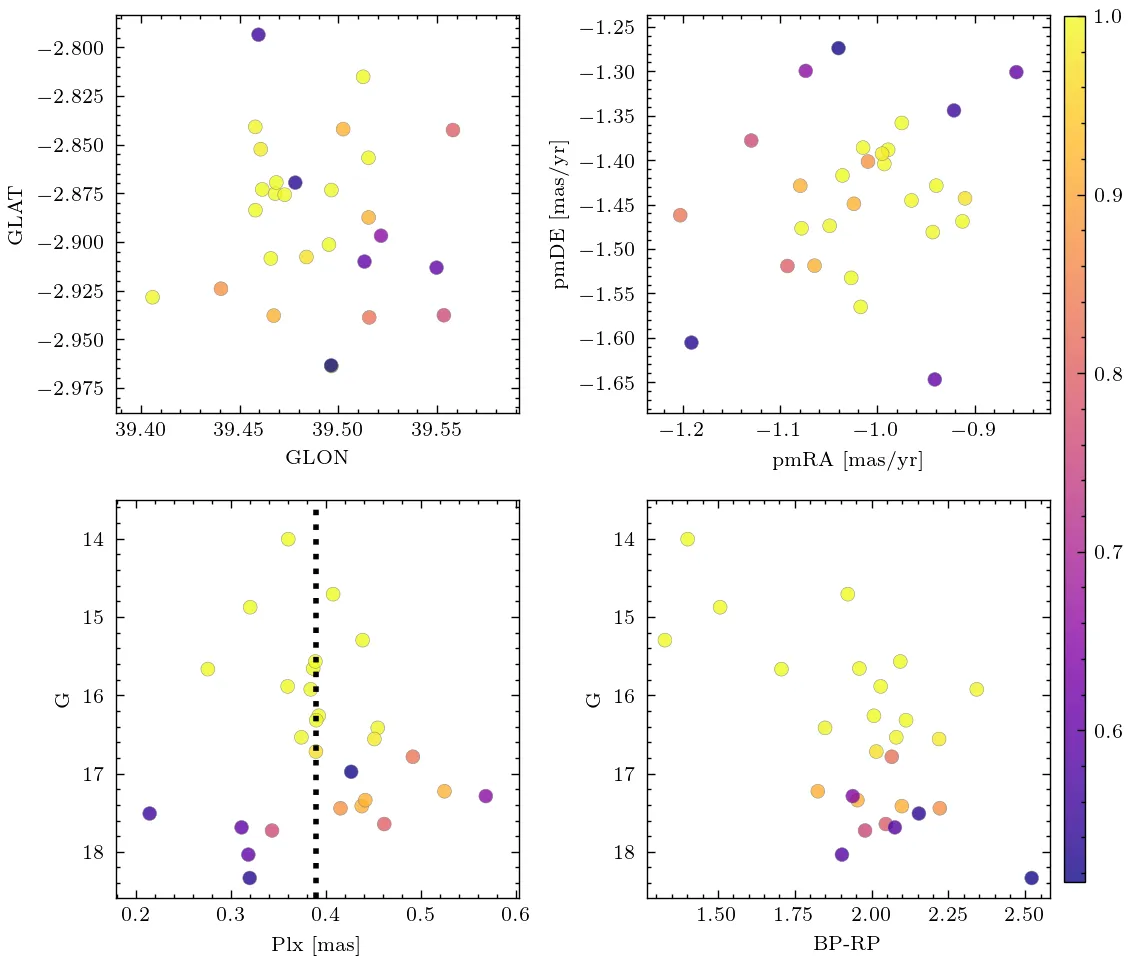 −2.800
−2.825
−2.850
−2.875
−2.900
−2.925
−2.950
−2.975
GLAT
39.40 39.45 39.50 39.55
GLON
−1.25
−1.30
−1.35
−1.40
−1.45
−1.50
−1.55
−1.60
−1.65
pmDE [mas/yr]
−1.2 −1.1 −1.0 −0.9
pmRA [mas/yr]
14
15
16
17
18
G
0.2 0.3 0.4 0.5 0.6
Plx [mas]
14
15
16
17
18
G
1.50 1.75 2.00 2.25 2.50
BP-RP
1.0
0.9
0.8
0.7
0.6